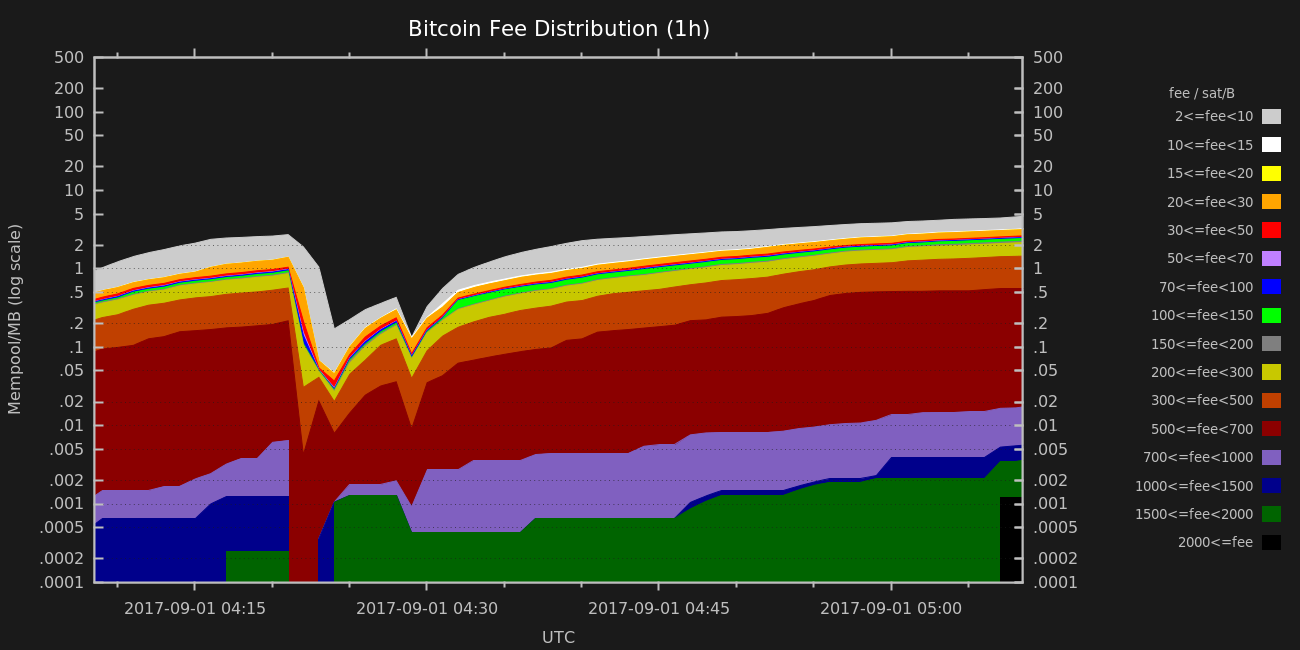 Bitcoin Fee Distribution (1h)
500
200
100
50
20
10
5
2
1
.5
.2
.1
.05
.02
.01
.005
.002
.001
.0005
.0002
.0001
Mempool/MB (log scale)
500
200
100
50
20
10
5
2
1
.5
.2
.1
.05
.02
.01
.005
.002
.001
.0005
.0002
.0001
2017-09-01 04:15 2017-09-01 04:30 2017-09-01 04:45 2017-09-01 05:00
UTC
fee / sat/B
2<=fee<10
10<=fee<15
15<=fee<20
20<=fee<30
30<=fee<50
50<=fee<70
70<=fee<100
100<=fee<150
150<=fee<200
200<=fee<300
300<=fee<500
500<=fee<700
700<=fee<1000
1000<=fee<1500
1500<=fee<2000
2000<=fee